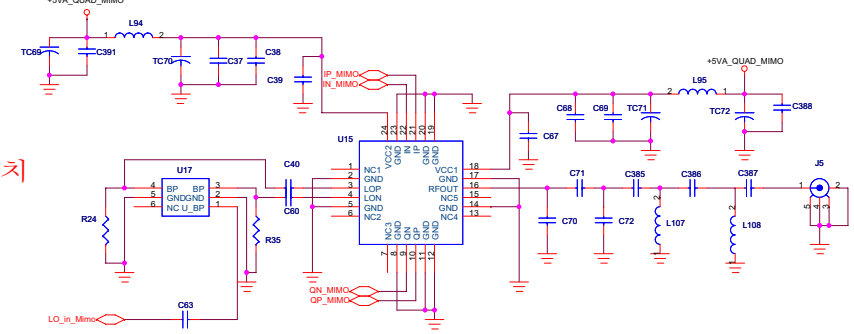 +5VA_QUAD_MIMO
L94
1 2
TC69 C391 TC70 C37 C38
C39
IP_MIMO
IN_MIMO
+5VA_QUAD_MIMO
L95
2 1
C68 C69 TC71 TC72 C388
C67
U15
24 23 22 21 20 19
VCC2 GND IN IP GND GND
1 NC1 VCC1 18
2 GND GND 17
3 LOP RFOUT 16
4 LON NC5 15
5 GND GND 14
6 NC2 NC4 13
NC3 GND QN QP GND GND
7 8 9 10 11 12
치
U17
4 BP BP 3
5 GND GND 2
6 NC U_BP 1
C40
C60
R24
R35
C71 C385 C386 C387
J5
1 2
5 4 3
C70 C72
2 L107 1
2 L108 1
QN_MIMO
QP_MIMO
C63
LO_in_Mimo